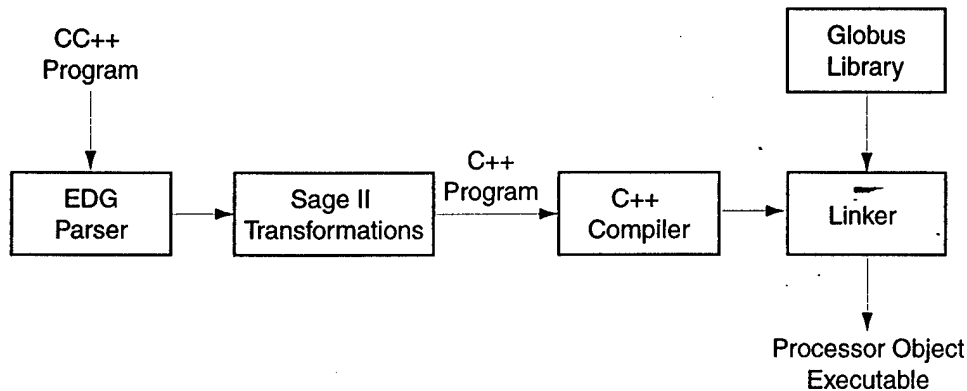 CC++
Program
Globus
Library
EDG
Parser
Sage II
Transformations
C++
Program
C++
Compiler
Linker
Processor Object
Executable